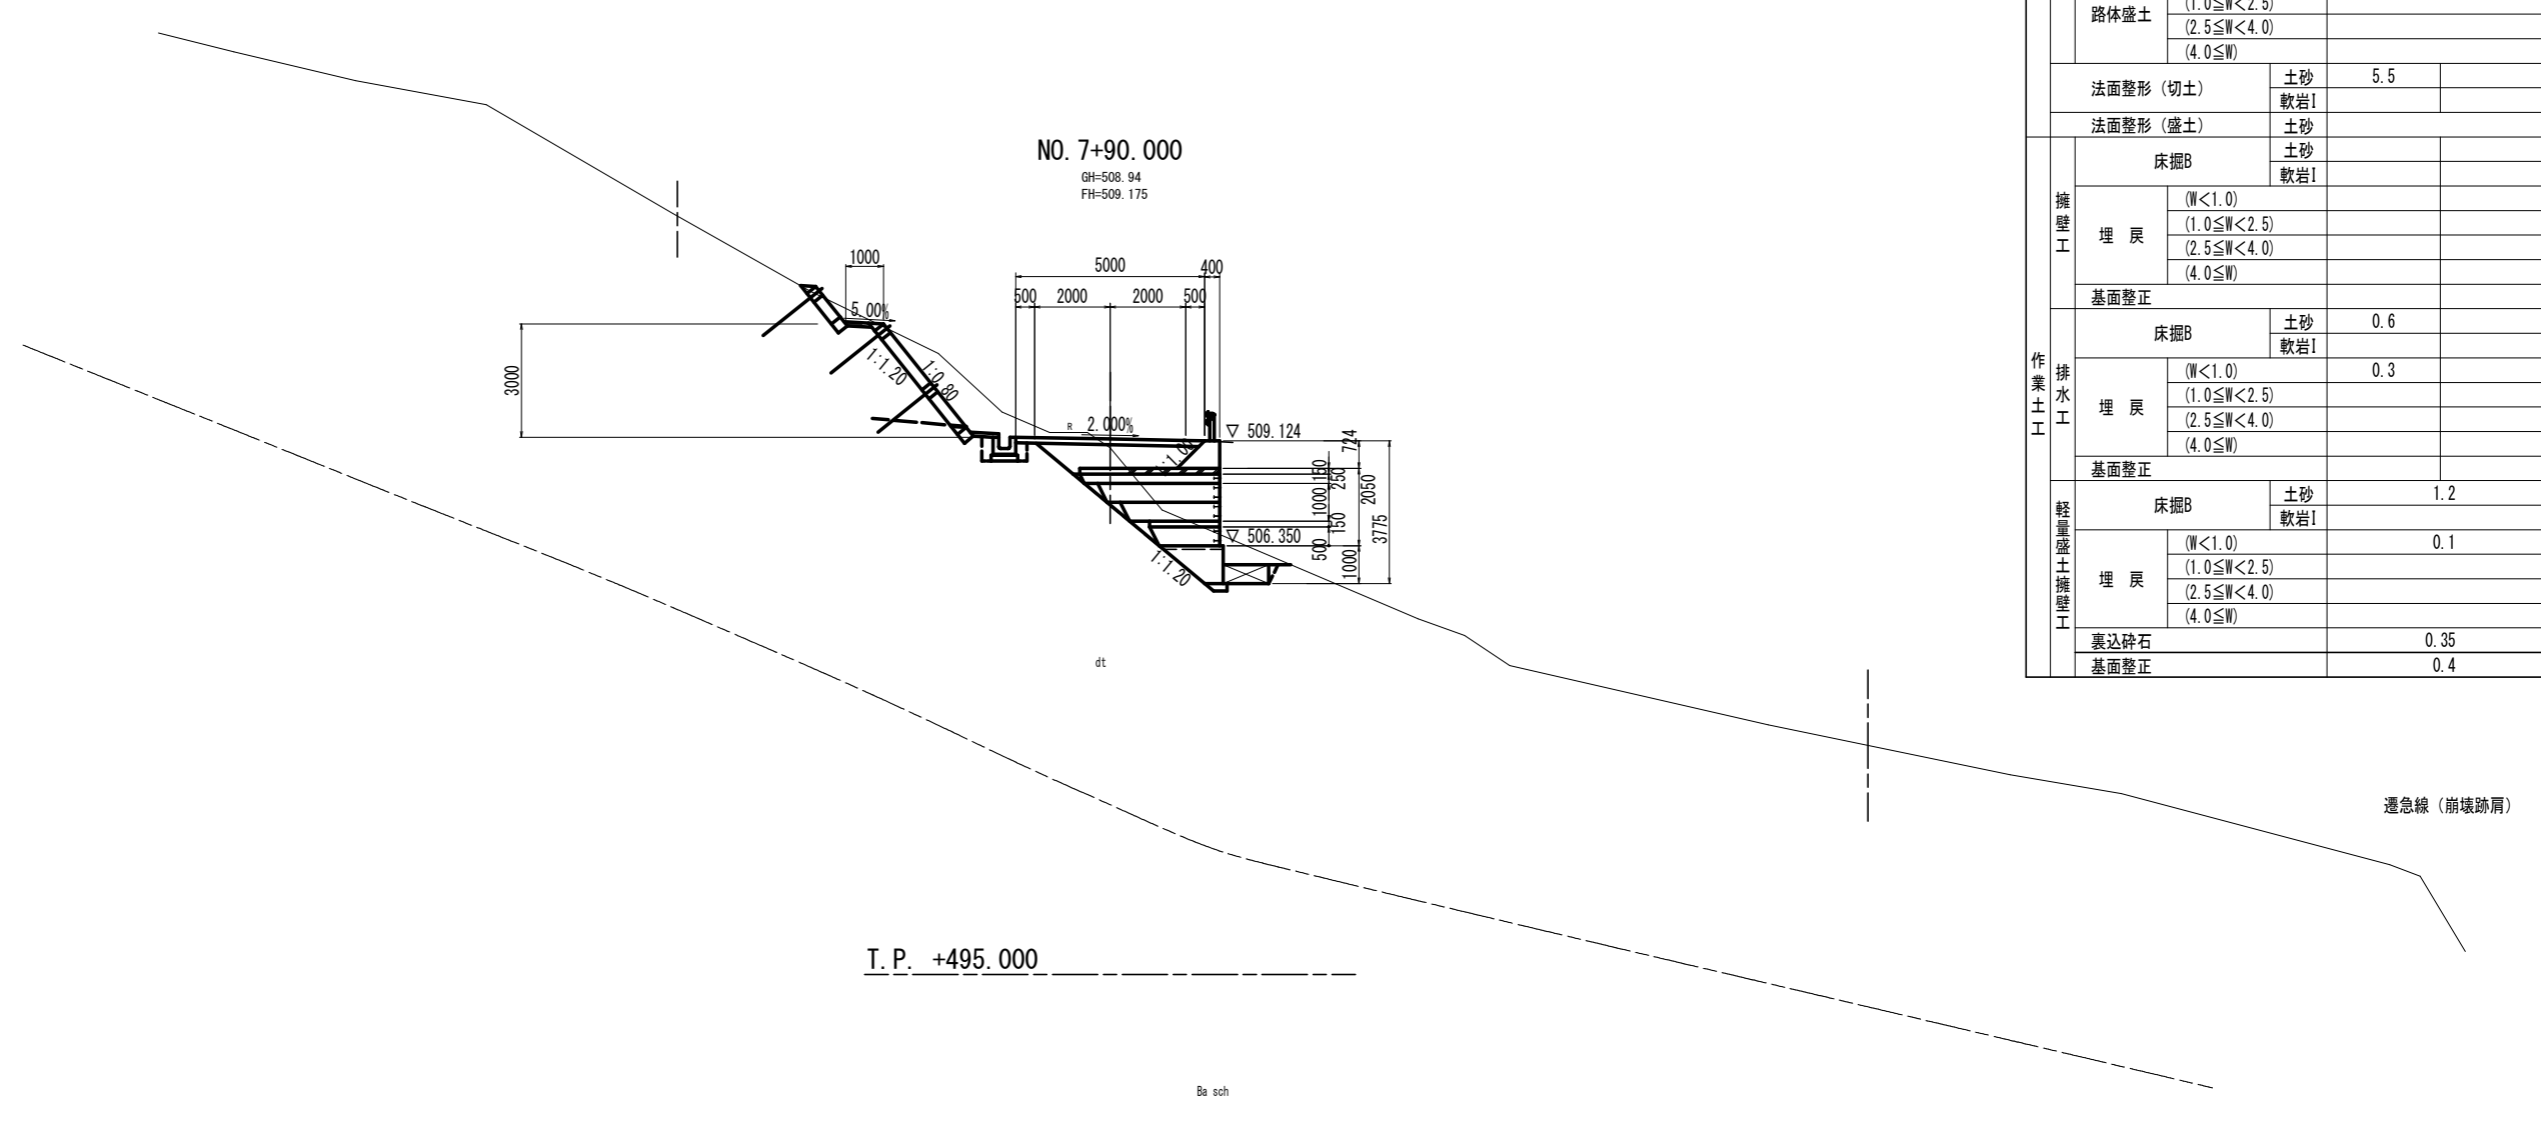 NO. 7+90.000
GH=508.94
FH=509.175
1000
5.00%
3000
1:1.20
1:0.80
5000
400
500
2000
2000
500
R 2.000%
▽ 509.124
1:1.00
724
150
250
1000
150
500
2050
1000
3775
▽ 506.350
1:1.20
dt
T.P. +495.000
Ba sch
遷急線（崩壊跡肩）
路体盛土
(1.0≦W<2.5)
(2.5≦W<4.0)
(4.0≦W)
法面整形（切土） 土砂 5.5
軟岩I
法面整形（盛土） 土砂
作業土工
擁壁工
床掘B 土砂
軟岩I
埋 戻
(W<1.0)
(1.0≦W<2.5)
(2.5≦W<4.0)
(4.0≦W)
基面整正
排水工
床掘B 土砂 0.6
軟岩I
埋 戻
(W<1.0) 0.3
(1.0≦W<2.5)
(2.5≦W<4.0)
(4.0≦W)
基面整正
軽量盛土擁壁工
床掘B 土砂 1.2
軟岩I
埋 戻
(W<1.0) 0.1
(1.0≦W<2.5)
(2.5≦W<4.0)
(4.0≦W)
裏込砕石 0.35
基面整正 0.4